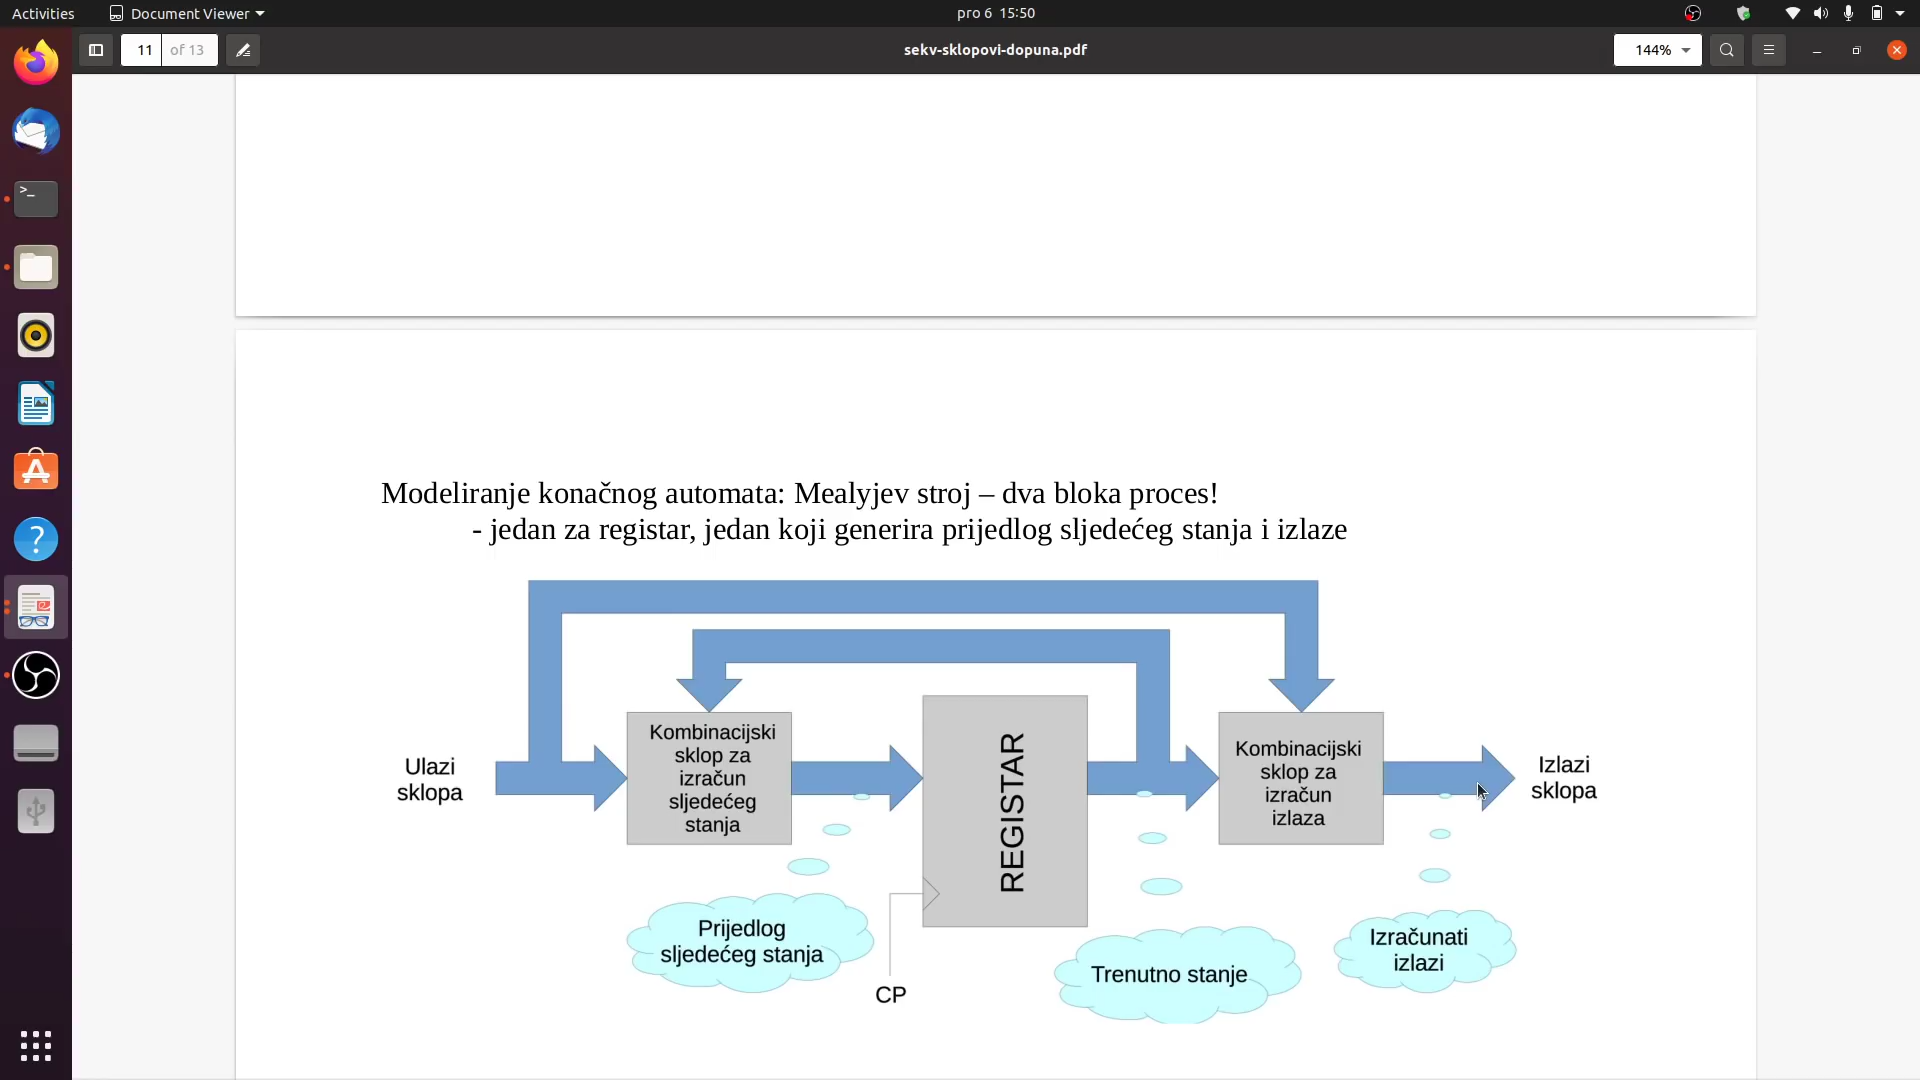 Activities
Document Viewer
pro 6 15:50
11 of 13
sekv-sklopovi-dopuna.pdf
144%
Modeliranje konačnog automata: Mealyjev stroj – dva bloka proces!
- jedan za registar, jedan koji generira prijedlog sljedećeg stanja i izlaze
Ulazi
sklopa
Kombinacijski
sklop za
izračun
sljedećeg
stanja
REGISTAR
Kombinacijski
sklop za
izračun
izlaza
Izlazi
sklopa
Prijedlog
sljedećeg stanja
CP
Trenutno stanje
Izračunati
izlazi